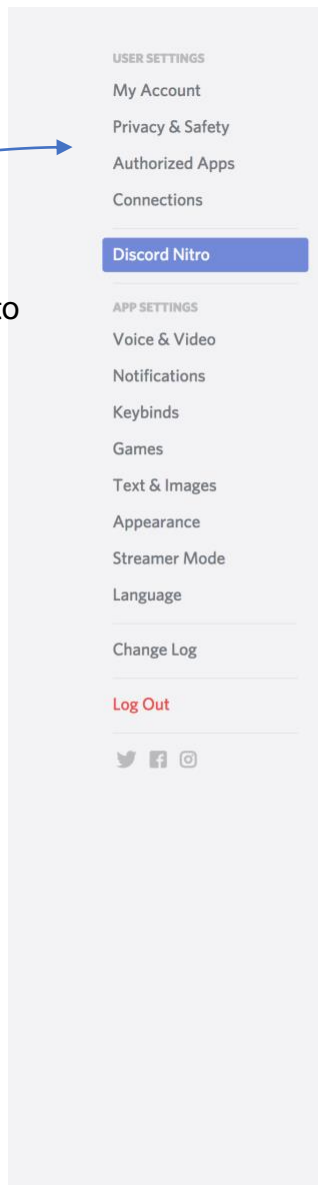 USER SETTINGS
My Account
Privacy & Safety
Authorized Apps
Connections
Discord Nitro
to
APP SETTINGS
Voice & Video
Notifications
Keybinds
Games
Text & Images
Appearance
Streamer Mode
Language
Change Log
Log Out